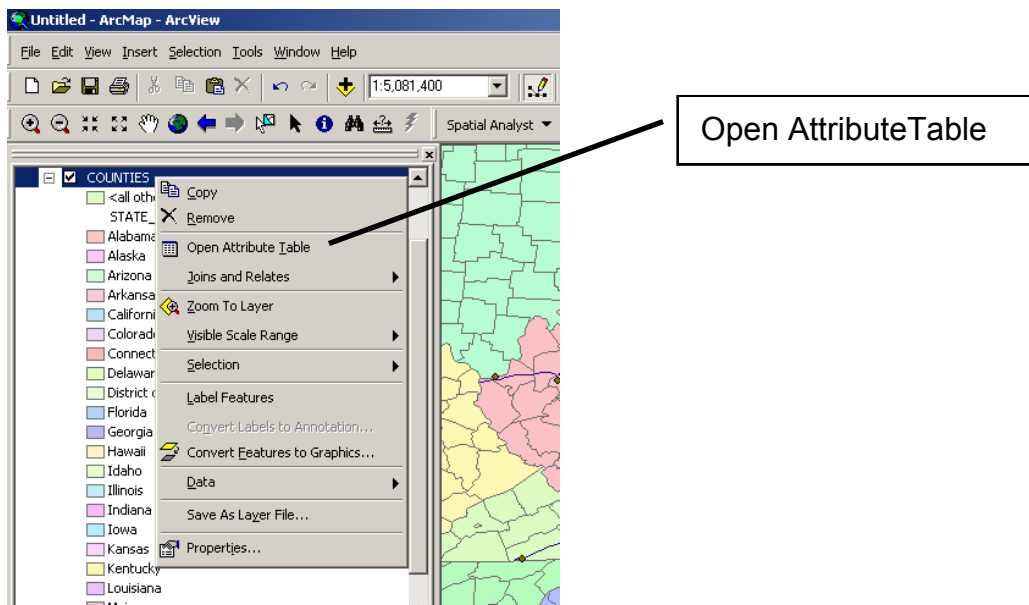 Untitled - ArcMap - ArcView
File Edit View Insert Selection Tools Window Help
1:5,081,400
Spatial Analyst
Open AttributeTable
COUNTIES
<all oth
STATE_
Alabama
Alaska
Arizona
Arkansa
Californi
Colorad
Connect
Delawar
District
Florida
Georgia
Hawaii
Idaho
Illinois
Indiana
Iowa
Kansas
Kentucky
Louisiana
Copy
Remove
Open Attribute Table
Joins and Relates
Zoom To Layer
Visible Scale Range
Selection
Label Features
Convert Labels to Annotation...
Convert Features to Graphics...
Data
Save As Layer File...
Properties...